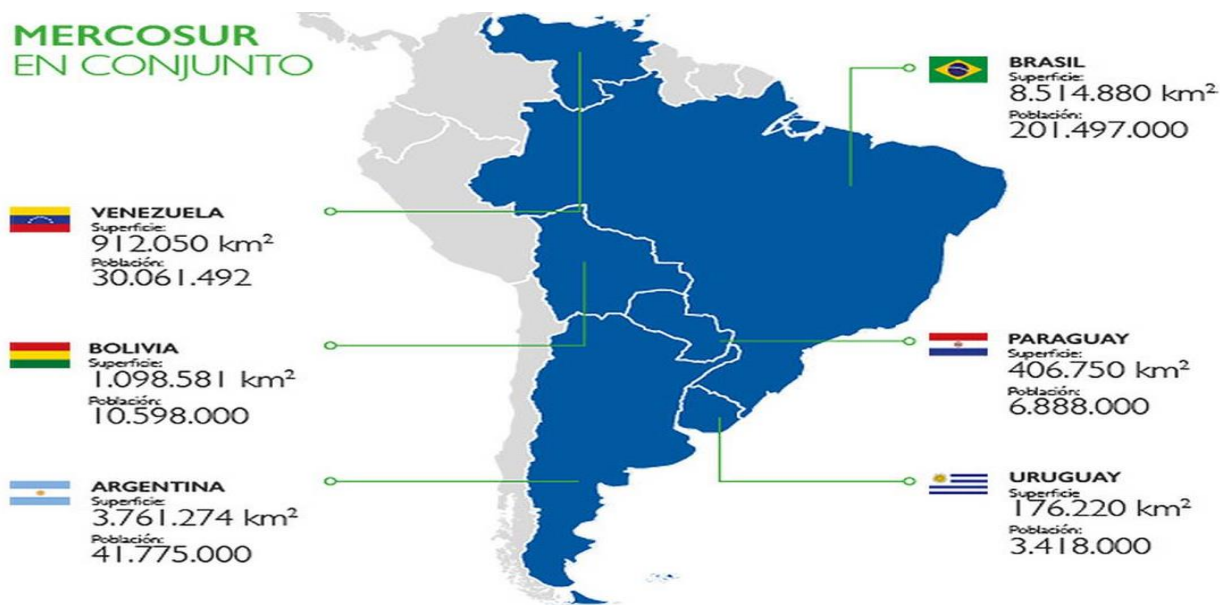 MERCOSUR
EN CONJUNTO
VENEZUELA
Superficie:
912.050 km²
Población:
30.061.492
BOLIVIA
Superficie:
1.098.581 km²
Población:
10.598.000
ARGENTINA
Superficie:
3.761.274 km²
Población:
41.775.000
BRASIL
Superficie:
8.514.880 km²
Población:
201.497.000
PARAGUAY
Superficie:
406.750 km²
Población:
6.888.000
URUGUAY
Superficie
176.220 km²
Población:
3.418.000